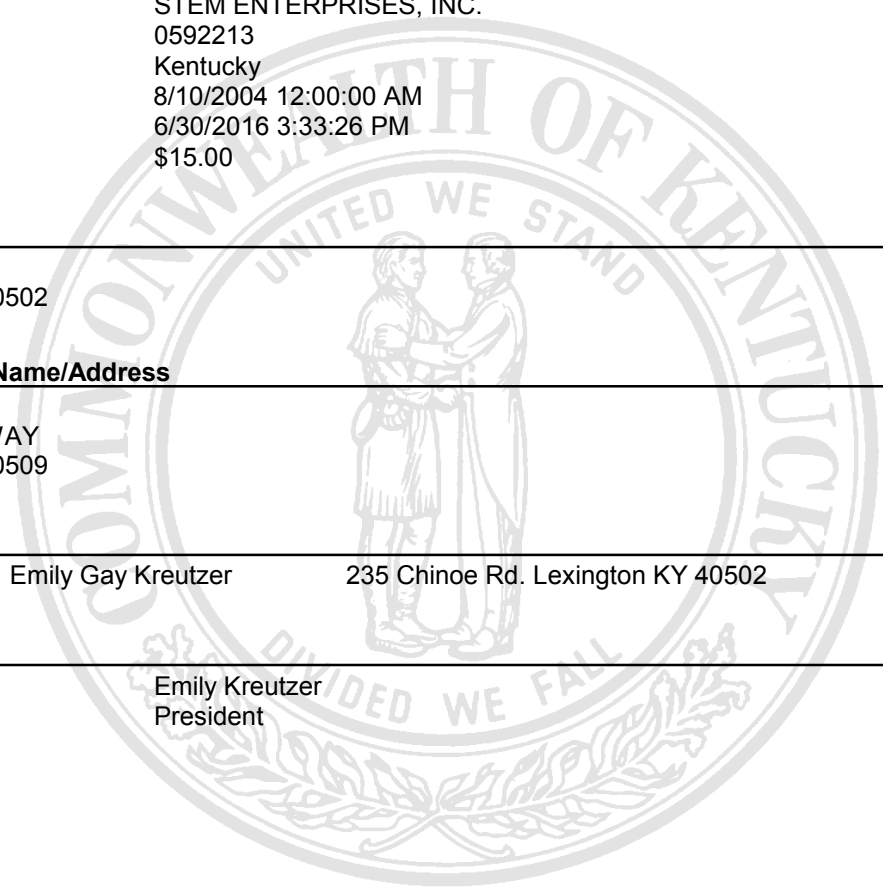 STEM ENTERPRISES, INC.
0592213
Kentucky
8/10/2004 12:00:00 AM
6/30/2016 3:33:26 PM
$15.00
COMMONWEALTH OF KENTUCKY
UNITED WE STAND
0502
Name/Address
WAY
0509
Emily Gay Kreutzer 235 Chinoe Rd. Lexington KY 40502
DIVIDED WE FALL
Emily Kreutzer
President